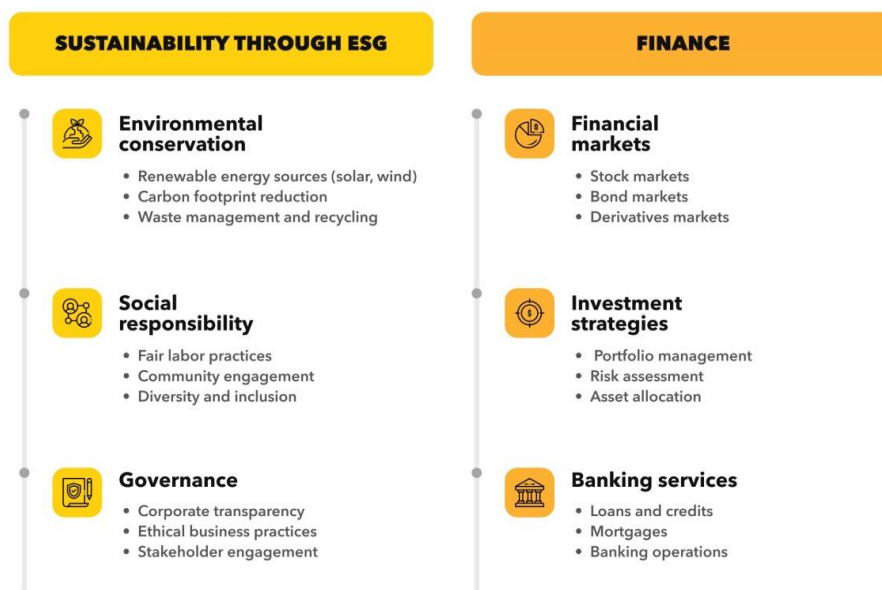 SUSTAINABILITY THROUGH ESG
Environmental
conservation
• Renewable energy sources (solar, wind)
• Carbon footprint reduction
• Waste management and recycling
Social
responsibility
• Fair labor practices
• Community engagement
• Diversity and inclusion
Governance
• Corporate transparency
• Ethical business practices
• Stakeholder engagement
FINANCE
Financial
markets
• Stock markets
• Bond markets
• Derivatives markets
Investment
strategies
• Portfolio management
• Risk assessment
• Asset allocation
Banking services
• Loans and credits
• Mortgages
• Banking operations